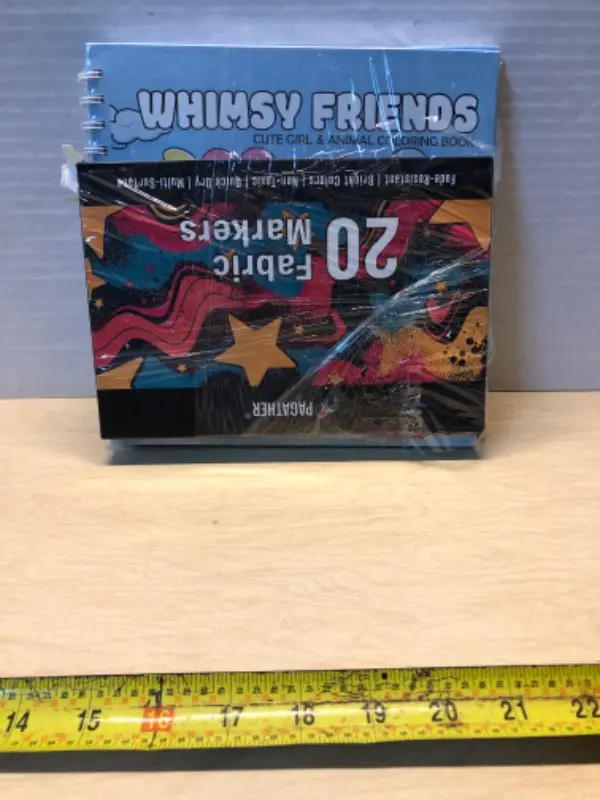 WHIMSY FRIENDS
CUTE GIRL & ANIMAL COLORING BOOK
Fade-Resistant | Bright Colors | Non-Toxic | Quick Dry | Multi-Surface
20 Fabric
Markers
PAGATHER®
14 15 16 17 18 19 20 21 22